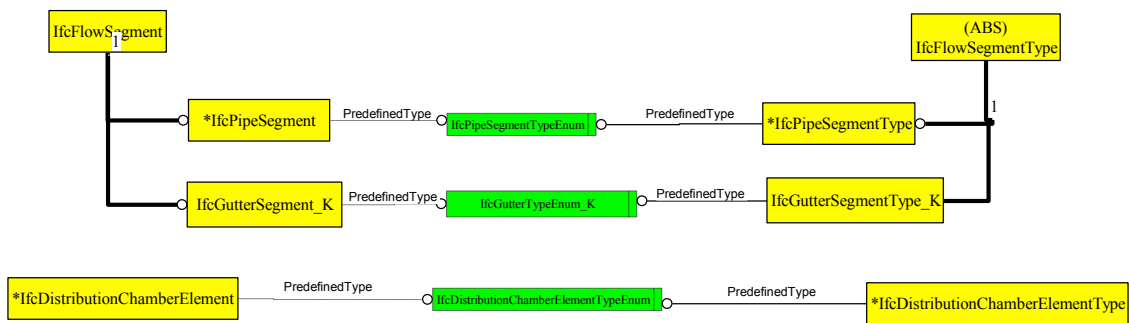 IfcFlowSegment
1
(ABS)
IfcFlowSegmentType
1
*IfcPipeSegment
PredefinedType
IfcPipeSegmentTypeEnum
PredefinedType
*IfcPipeSegmentType
IfcGutterSegment_K
PredefinedType
IfcGutterTypeEnum_K
PredefinedType
IfcGutterSegmentType_K
*IfcDistributionChamberElement
PredefinedType
IfcDistributionChamberElementTypeEnum
PredefinedType
*IfcDistributionChamberElementType